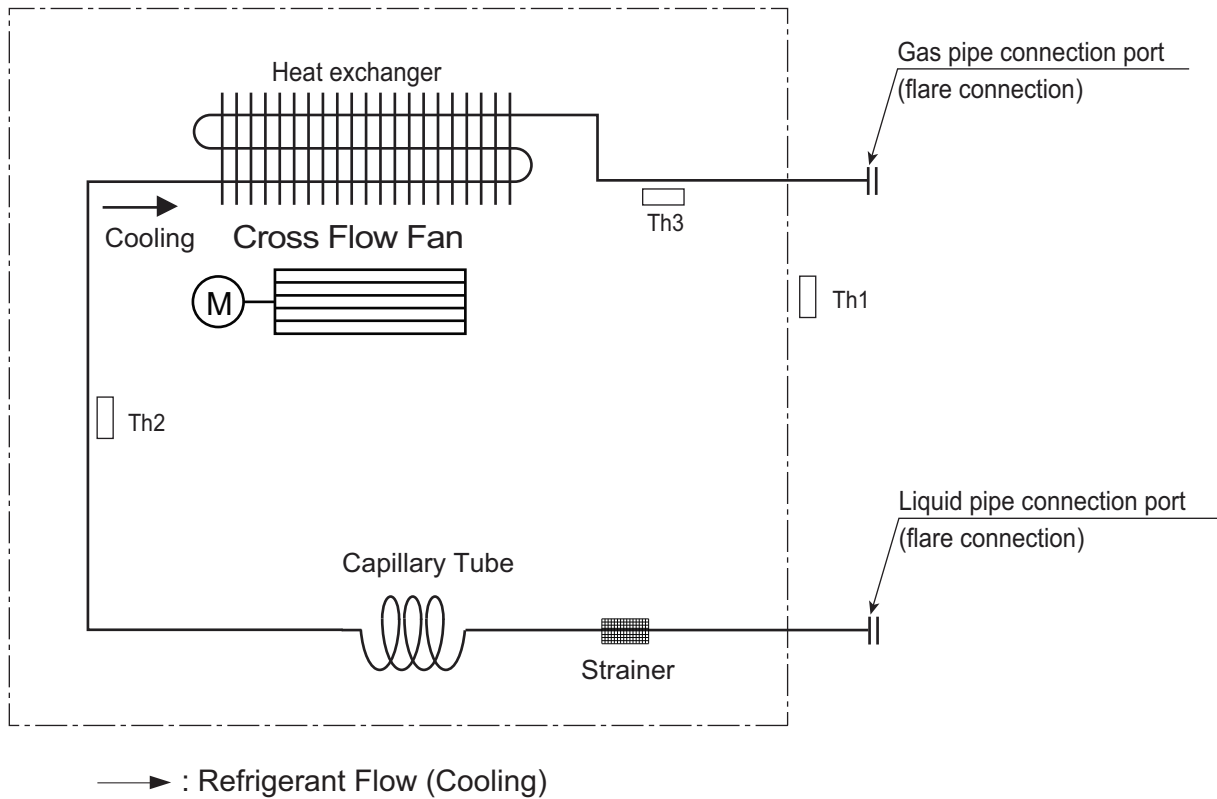 Gas pipe connection port
(flare connection)
Heat exchanger
Th3
Cooling
Cross Flow Fan
M
Th1
Th2
Liquid pipe connection port
(flare connection)
Capillary Tube
Strainer
: Refrigerant Flow (Cooling)